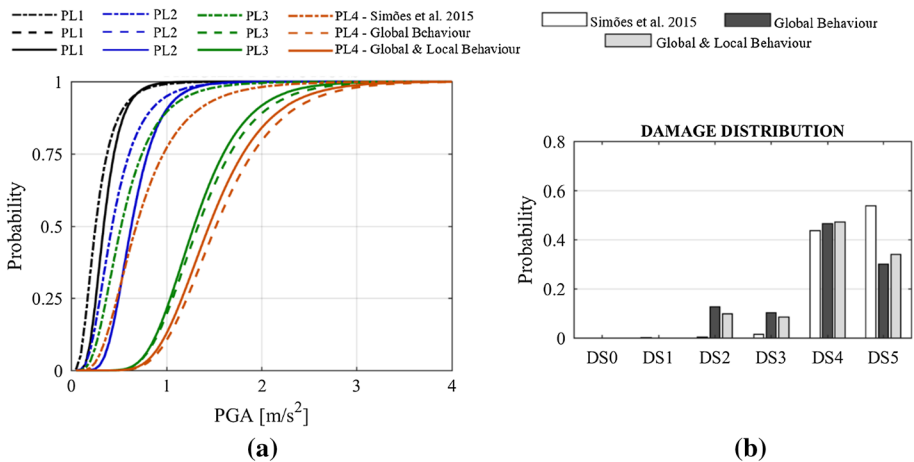 PL1 PL2 PL3 PL4 - Simões et al. 2015
PL1 PL2 PL3 PL4 - Global Behaviour
PL1 PL2 PL3 PL4 - Global & Local Behaviour
1
0.75
0.5
0.25
0
Probability
0 1 2 3 4
PGA [m/s²]
(a)
Simões et al. 2015 Global Behaviour
Global & Local Behaviour
DAMAGE DISTRIBUTION
0.8
0.6
0.4
0.2
0
Probability
DS0 DS1 DS2 DS3 DS4 DS5
(b)